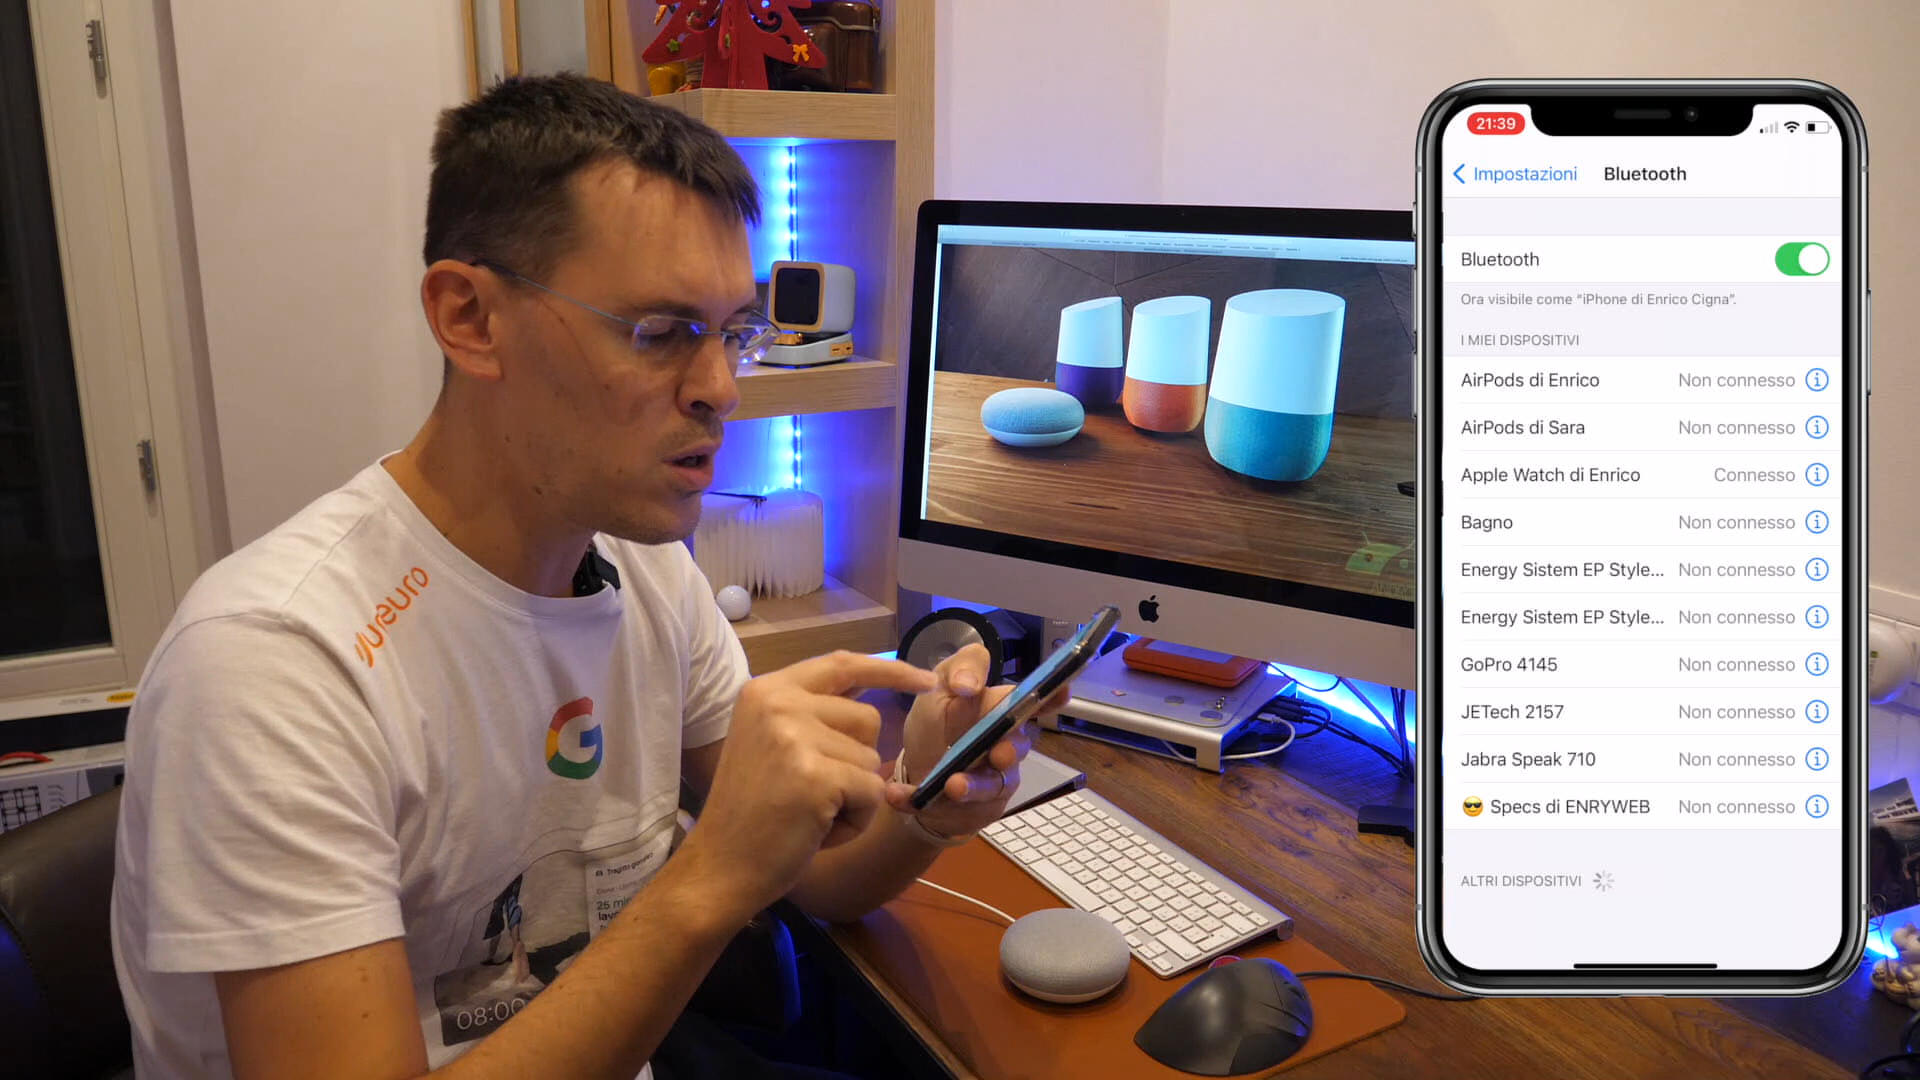 21:39
Impostazioni
Bluetooth
Bluetooth
Ora visibile come “iPhone di Enrico Cigna”.
I MIEI DISPOSITIVI
AirPods di Enrico Non connesso
AirPods di Sara Non connesso
Apple Watch di Enrico Connesso
Bagno Non connesso
Energy Sistem EP Style... Non connesso
Energy Sistem EP Style... Non connesso
GoPro 4145 Non connesso
JETech 2157 Non connesso
Jabra Speak 710 Non connesso
😎 Specs di ENRYWEB Non connesso
ALTRI DISPOSITIVI
G
25 min
08:00